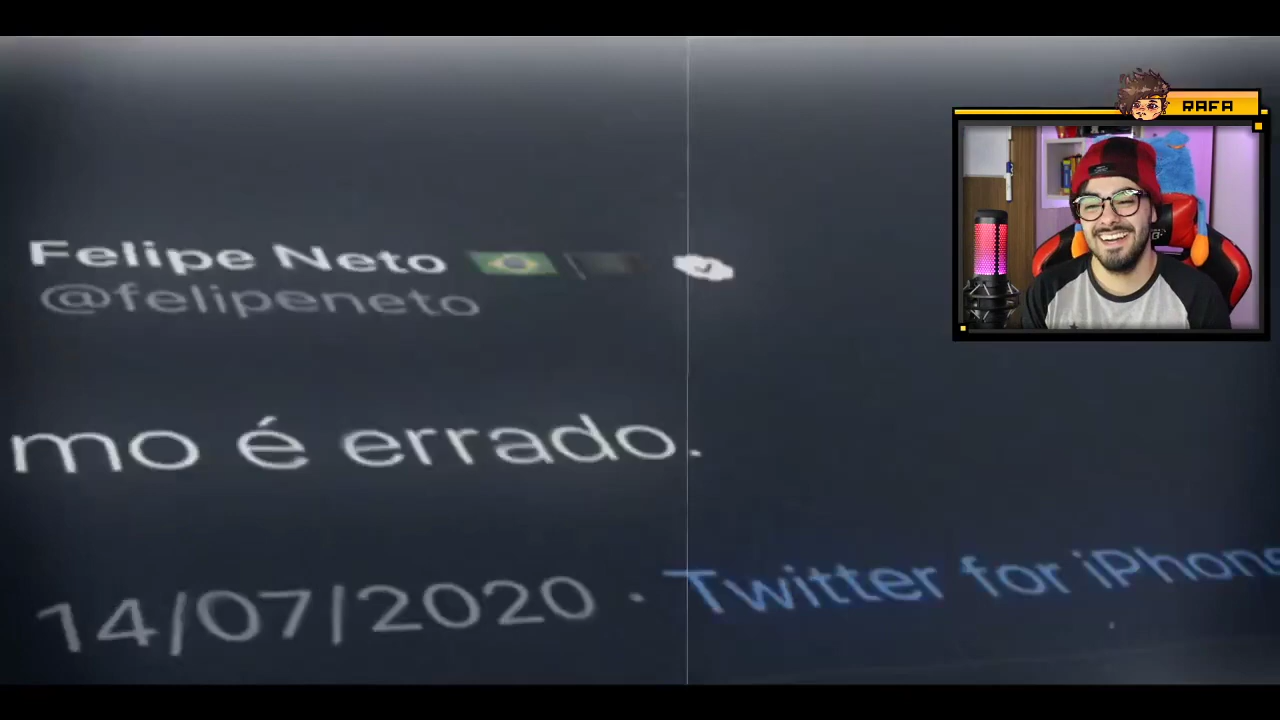 RAFA
Felipe Neto
@felipeneto
mo é errado.
14/07/2020 · Twitter for iPhone